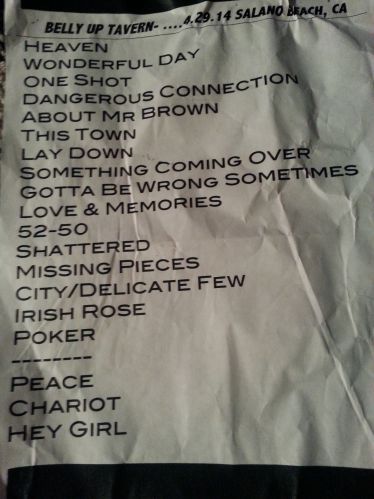 BELLY UP TAVERN- ....4.29.14 SALANO BEACH, CA
HEAVEN
WONDERFUL DAY
ONE SHOT
DANGEROUS CONNECTION
ABOUT MR BROWN
THIS TOWN
LAY DOWN
SOMETHING COMING OVER
GOTTA BE WRONG SOMETIMES
LOVE & MEMORIES
52-50
SHATTERED
MISSING PIECES
CITY/DELICATE FEW
IRISH ROSE
POKER
--------
PEACE
CHARIOT
HEY GIRL